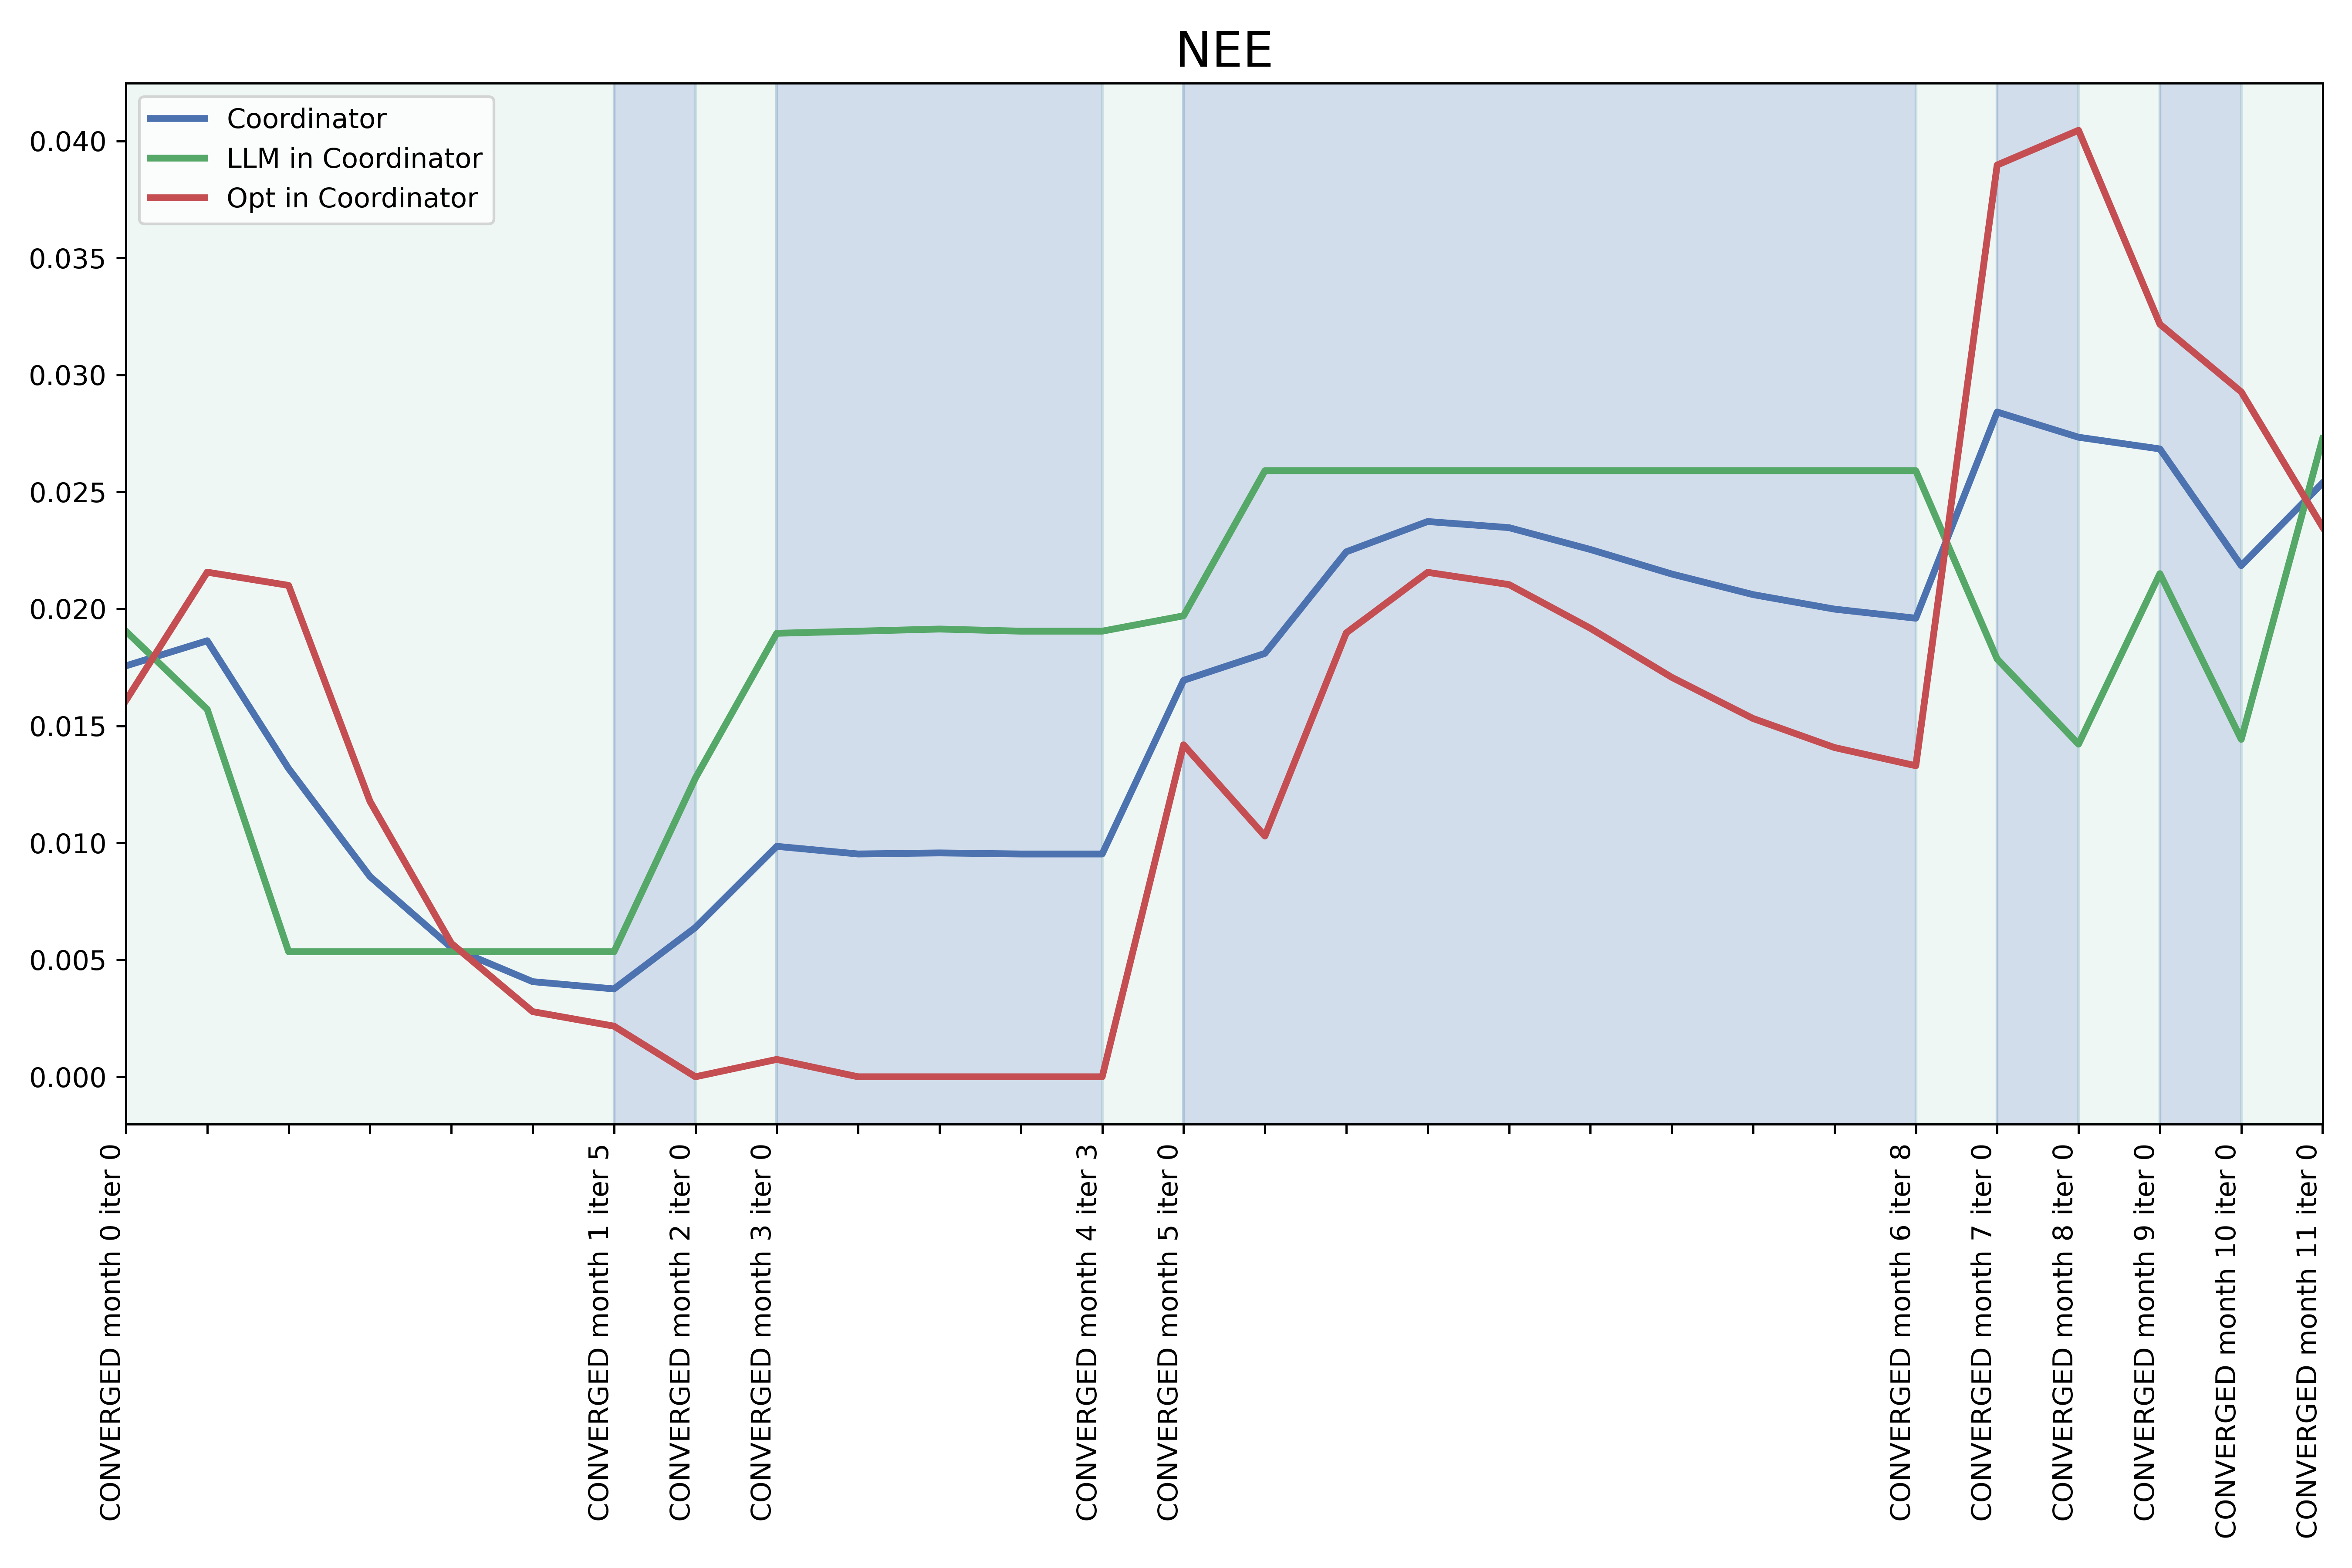 NEE
0.040
0.035
0.030
0.025
0.020
0.015
0.010
0.005
0.000
Coordinator
LLM in Coordinator
Opt in Coordinator
CONVERGED month 0 iter 0
CONVERGED month 1 iter 5
CONVERGED month 2 iter 0
CONVERGED month 3 iter 0
CONVERGED month 4 iter 3
CONVERGED month 5 iter 0
CONVERGED month 6 iter 8
CONVERGED month 7 iter 0
CONVERGED month 8 iter 0
CONVERGED month 9 iter 0
CONVERGED month 10 iter 0
CONVERGED month 11 iter 0